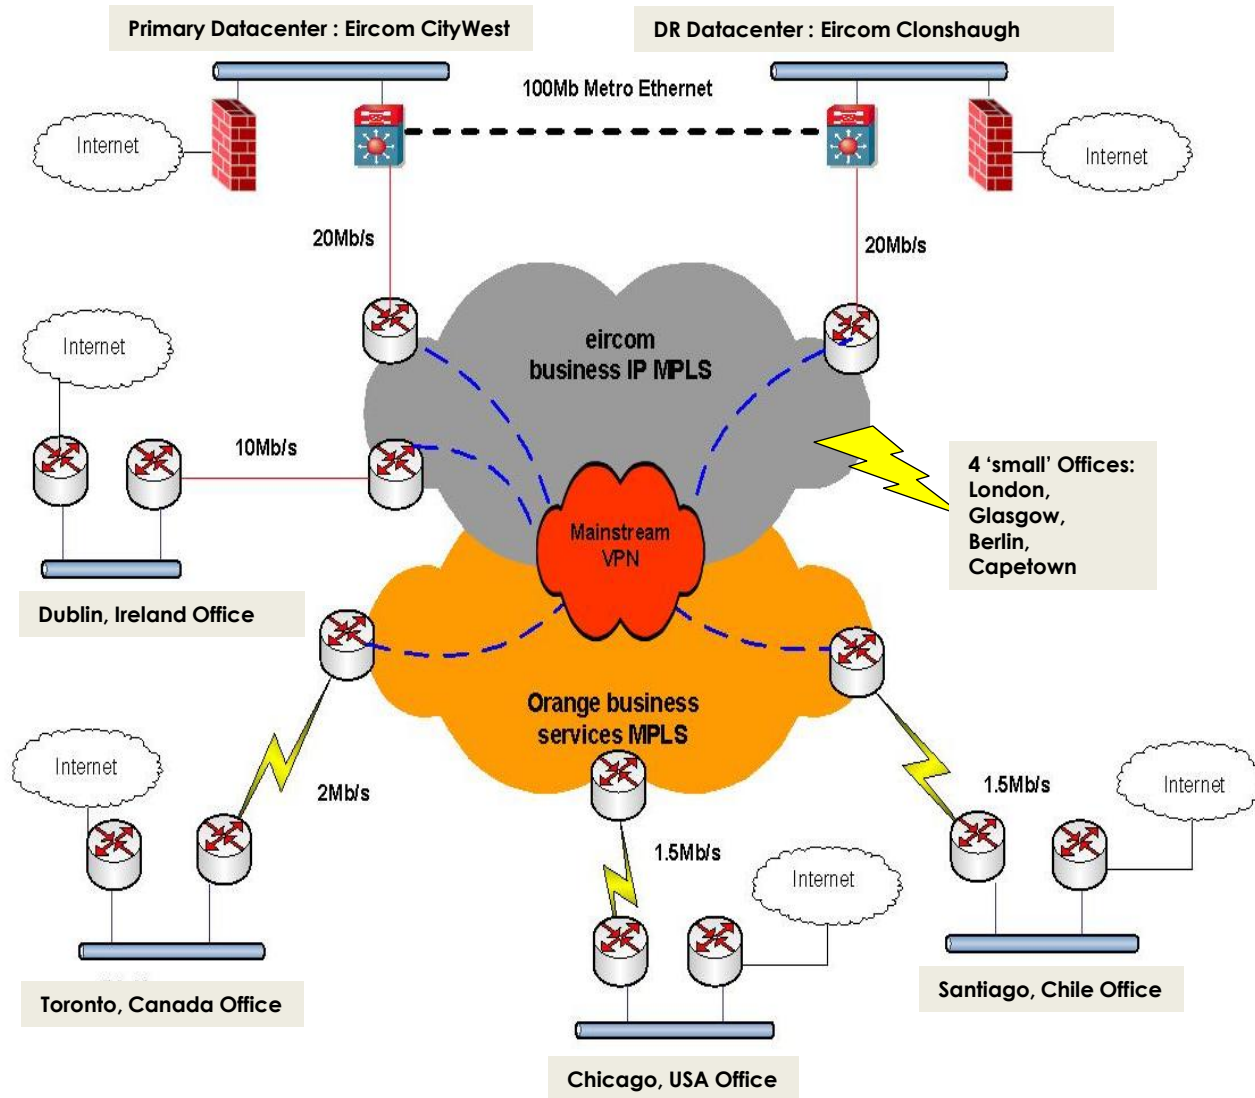 Primary Datacenter : Eircom CityWest
DR Datacenter : Eircom Clonshaugh
100Mb Metro Ethernet
Internet
Internet
20Mb/s
20Mb/s
eircom
business IP MPLS
Internet
10Mb/s
4 ‘small’ Offices:
London,
Glasgow,
Berlin,
Capetown
Mainstream
VPN
Dublin, Ireland Office
Orange business
services MPLS
Internet
2Mb/s
1.5Mb/s
Internet
1.5Mb/s
Internet
Toronto, Canada Office
Santiago, Chile Office
Chicago, USA Office